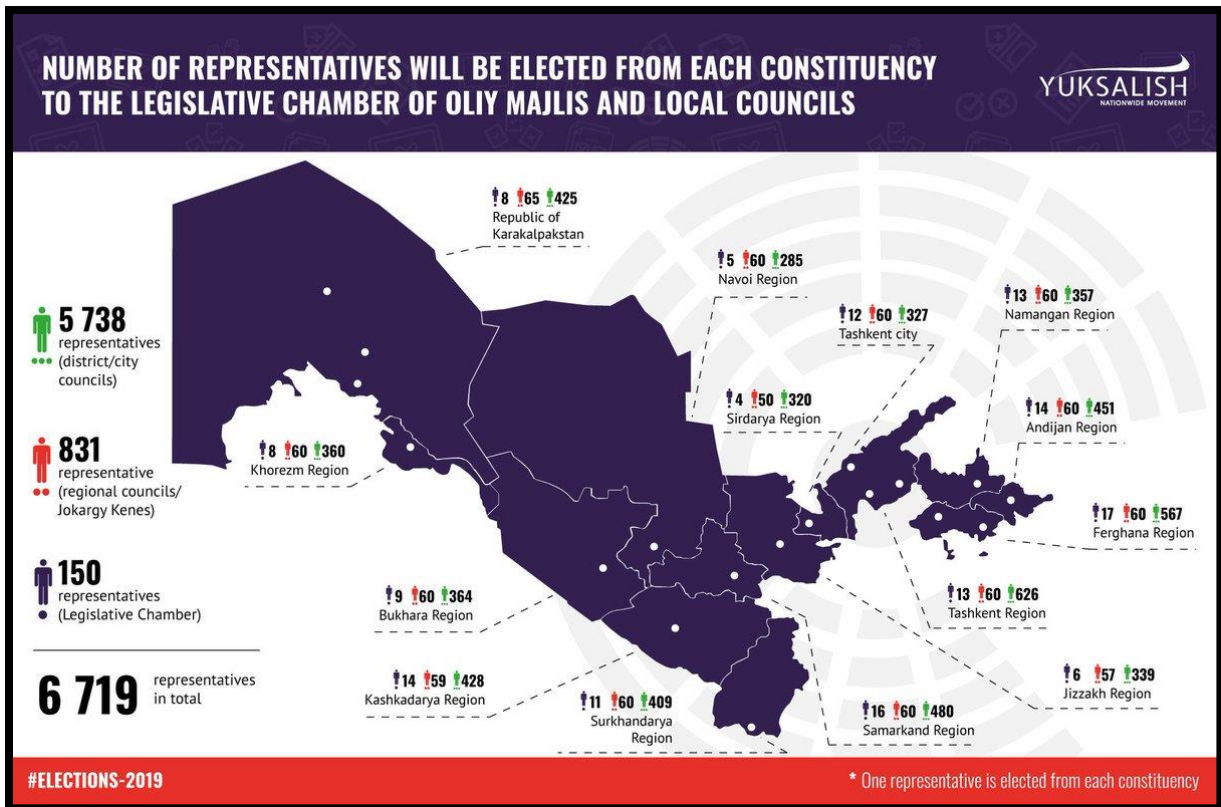 NUMBER OF REPRESENTATIVES WILL BE ELECTED FROM EACH CONSTITUENCY
TO THE LEGISLATIVE CHAMBER OF OLIY MAJLIS AND LOCAL COUNCILS
YUKSALISH
NATIONWIDE MOVEMENT
8 65 425
Republic of
Karakalpakstan
5 60 285
Navoi Region
12 60 327
Tashkent city
13 60 357
Namangan Region
4 50 320
Sirdarya Region
14 60 451
Andijan Region
8 60 360
Khorezm Region
17 60 567
Ferghana Region
9 60 364
Bukhara Region
13 60 626
Tashkent Region
14 59 428
Kashkadarya Region
11 60 409
Surkhandarya
Region
16 60 480
Samarkand Region
6 57 339
Jizzakh Region
5 738
representatives
(district/city
councils)
831
representative
(regional councils/
Jokargy Kenes)
150
representatives
(Legislative Chamber)
6 719
representatives
in total
#ELECTIONS-2019
* One representative is elected from each constituency